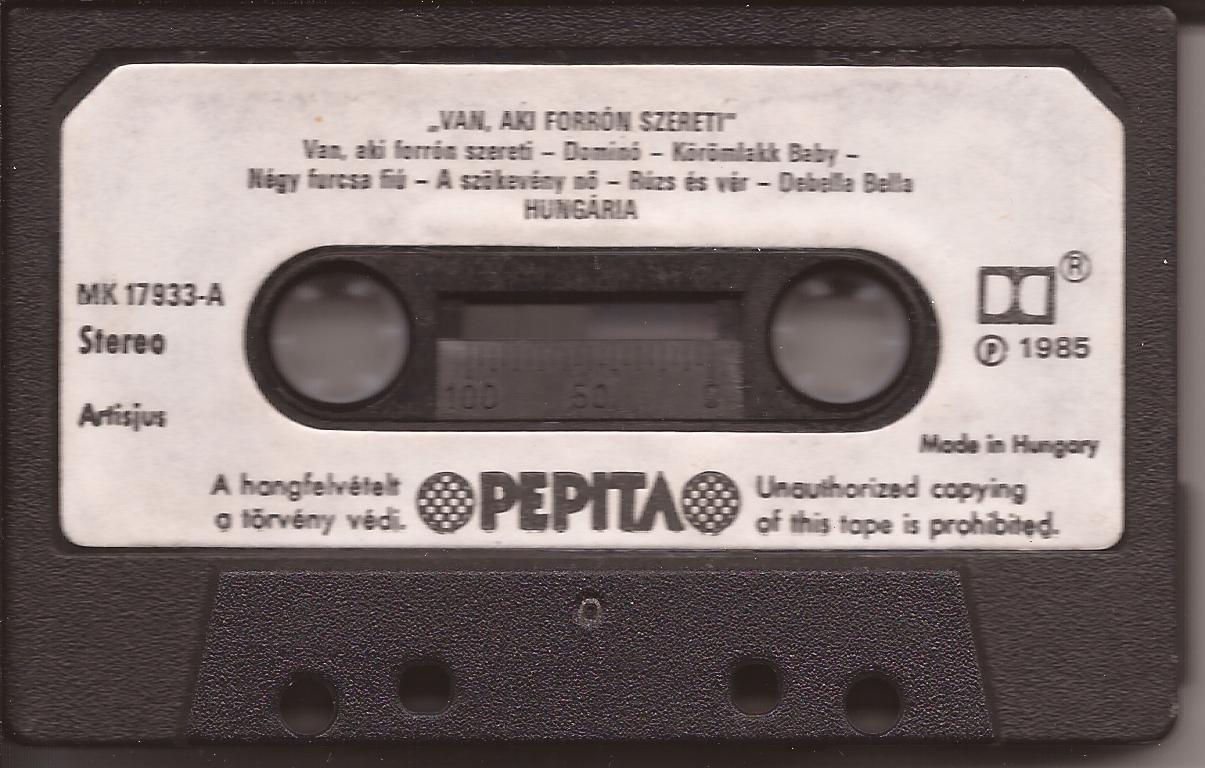 „VAN, AKI FORRÓN SZERETI"
Van, aki forrón szereti – Dominó – Körömlakk Baby –
Négy furcsa fiú – A szökevény nő – Rúzs és vér – Debella Bella
HUNGÁRIA
MK 17933-A
Stereo
Artisjus
®
Ⓟ 1985
100 50 0
Made in Hungary
A hangfelvételt
a törvény védi.
PEPITA
Unauthorized copying
of this tape is prohibited.